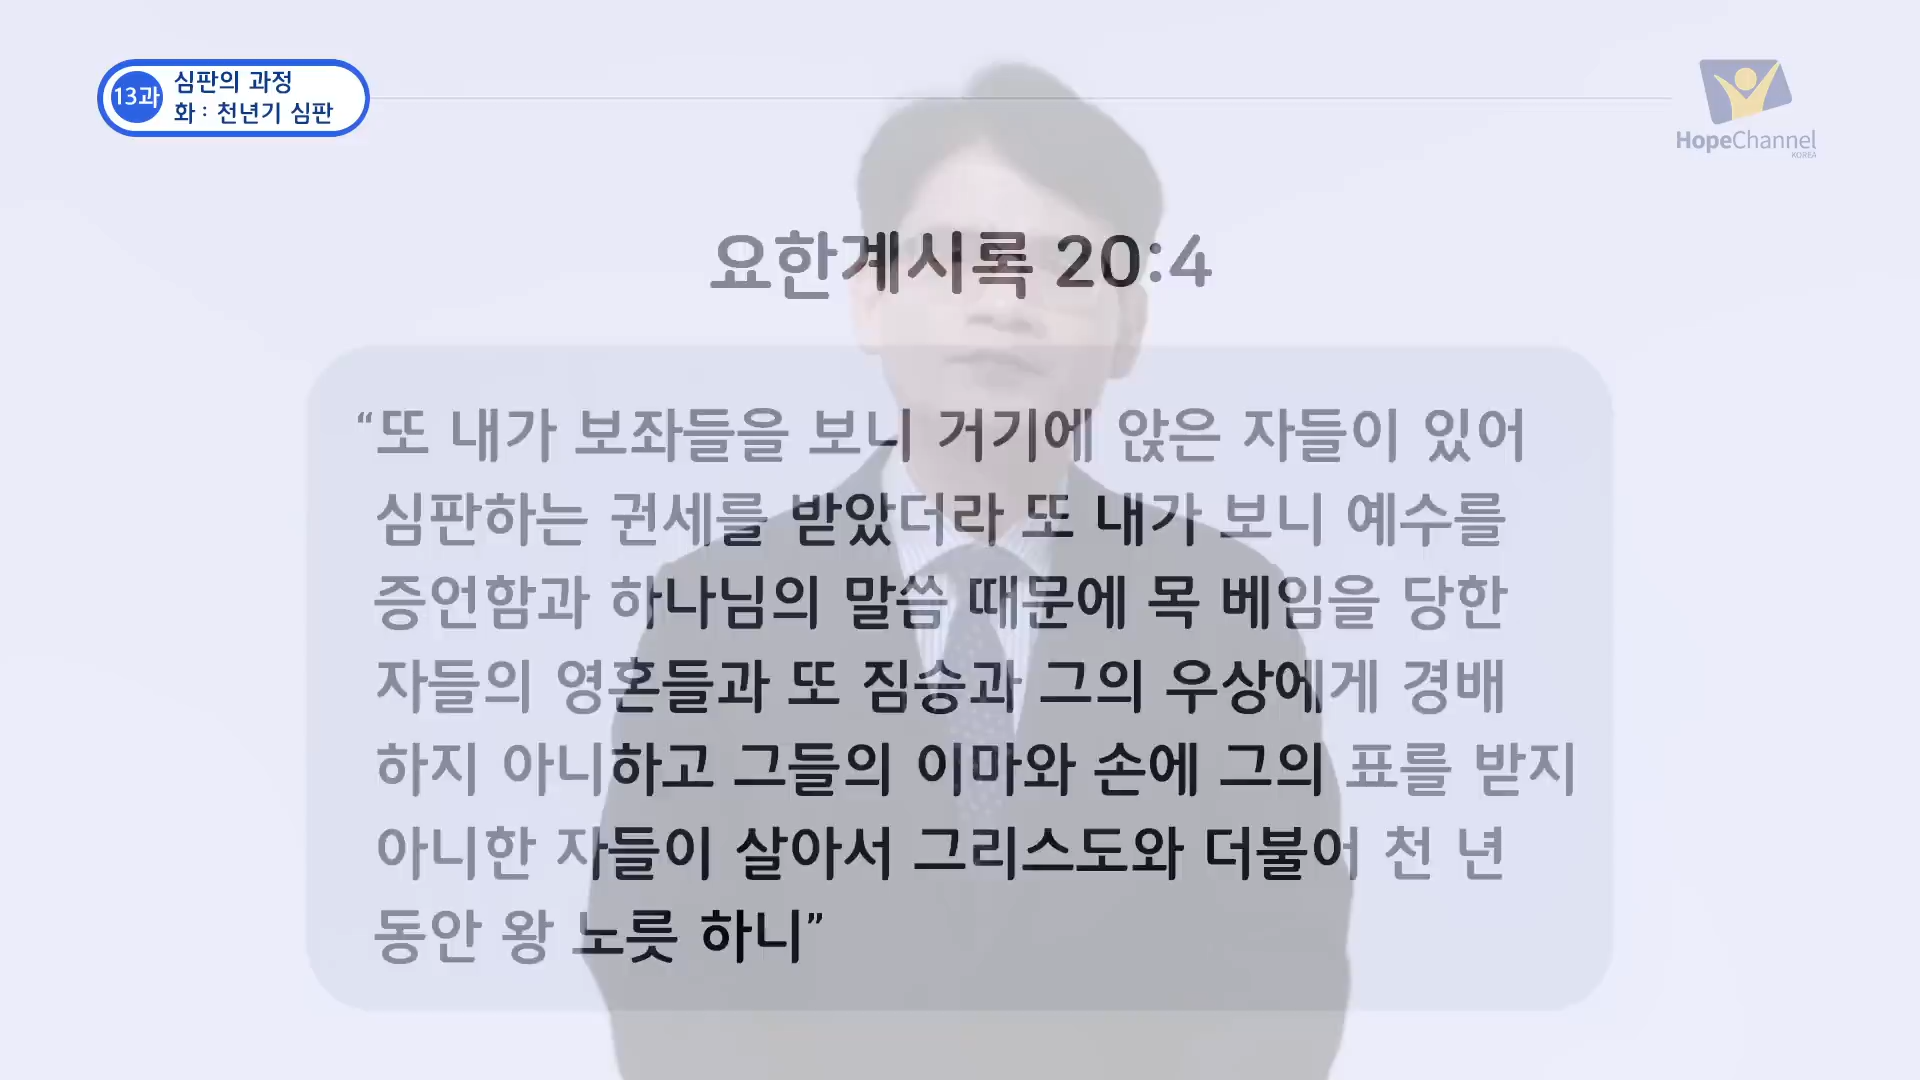 13과
심판의 과정
화 : 천년기 심판
HopeChannel
KOREA
요한계시록 20:4
“또 내가 보좌들을 보니 거기에 앉은 자들이 있어
심판하는 권세를 받았더라 또 내가 보니 예수를
증언함과 하나님의 말씀 때문에 목 베임을 당한
자들의 영혼들과 또 짐승과 그의 우상에게 경배
하지 아니하고 그들의 이마와 손에 그의 표를 받지
아니한 자들이 살아서 그리스도와 더불어 천 년
동안 왕 노릇 하니”